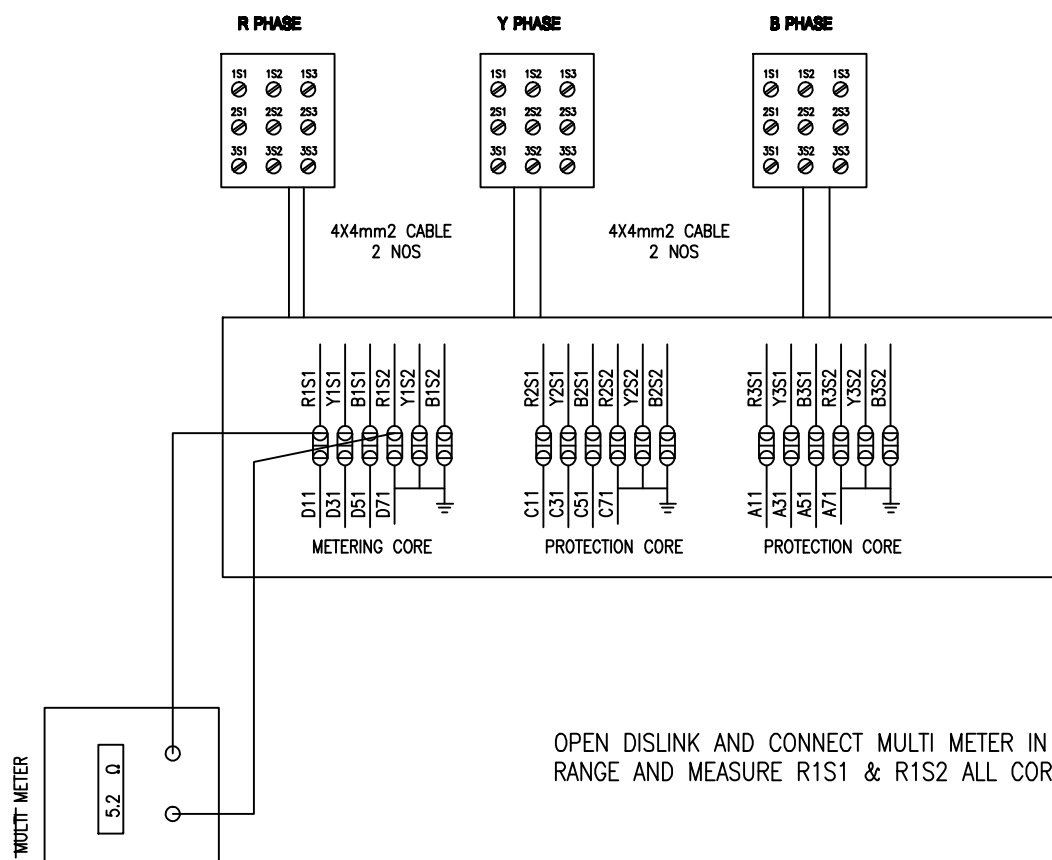 R PHASE Y PHASE B PHASE
1S1 1S2 1S3 1S1 1S2 1S3 1S1 1S2 1S3
2S1 2S2 2S3 2S1 2S2 2S3 2S1 2S2 2S3
3S1 3S2 3S3 3S1 3S2 3S3 3S1 3S2 3S3
4X4mm2 CABLE
2 NOS
4X4mm2 CABLE
2 NOS
R1S1
Y1S1
B1S1
R1S2
Y1S2
B1S2
R2S1
Y2S1
B2S1
R2S2
Y2S2
B2S2
R3S1
Y3S1
B3S1
R3S2
Y3S2
B3S2
D11
D31
D51
D71
C11
C31
C51
C71
A11
A31
A51
A71
METERING CORE PROTECTION CORE PROTECTION CORE
MULTI METER
5.2 Ω
OPEN DISLINK AND CONNECT MULTI METER IN
RANGE AND MEASURE R1S1 & R1S2 ALL COR